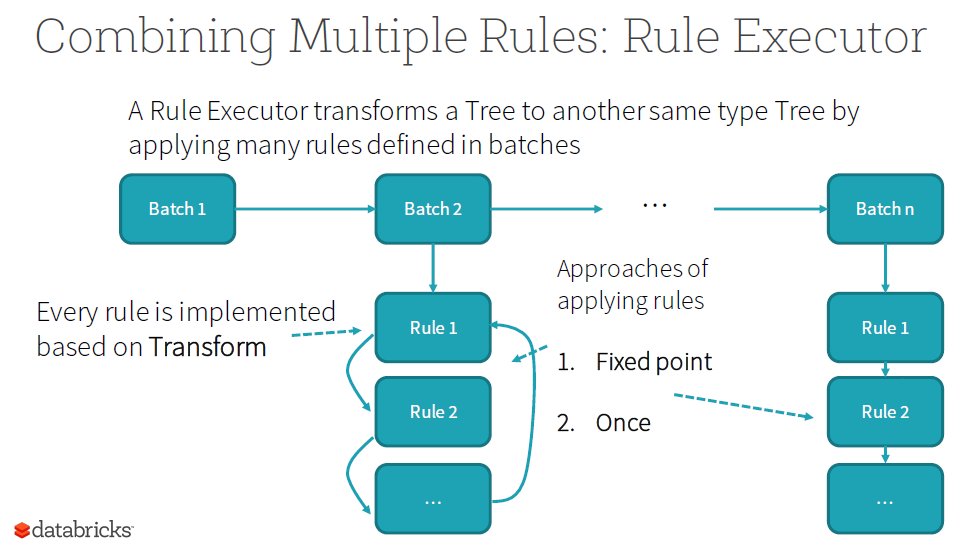 Combining Multiple Rules: Rule Executor
A Rule Executor transforms a Tree to another same type Tree by
applying many rules defined in batches
Batch 1
Batch 2
...
Batch n
Approaches of
applying rules
Every rule is implemented
based on Transform
Rule 1
Rule 2
...
1. Fixed point
2. Once
Rule 1
Rule 2
...
databricks